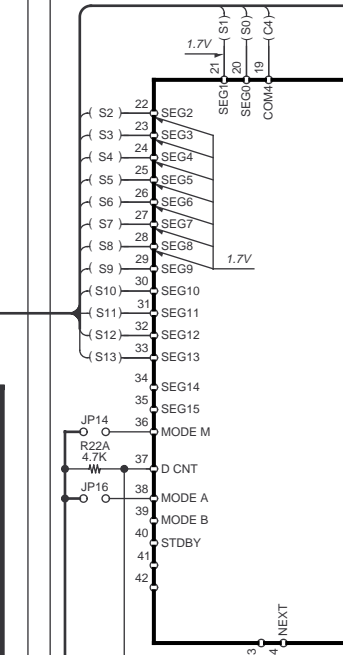 S1
S0
C4
1.7V
21
20
19
SEG1
SEG0
COM4
S2 22 SEG2
S3 23 SEG3
S4 24 SEG4
S5 25 SEG5
S6 26 SEG6
S7 27 SEG7
S8 28 SEG8
S9 29 SEG9
1.7V
S10 30 SEG10
S11 31 SEG11
S12 32 SEG12
S13 33 SEG13
34 SEG14
35 SEG15
JP14 36 MODE M
R22A
4.7K
37 D CNT
JP16 38 MODE A
39 MODE B
40 STDBY
41
42
NEXT